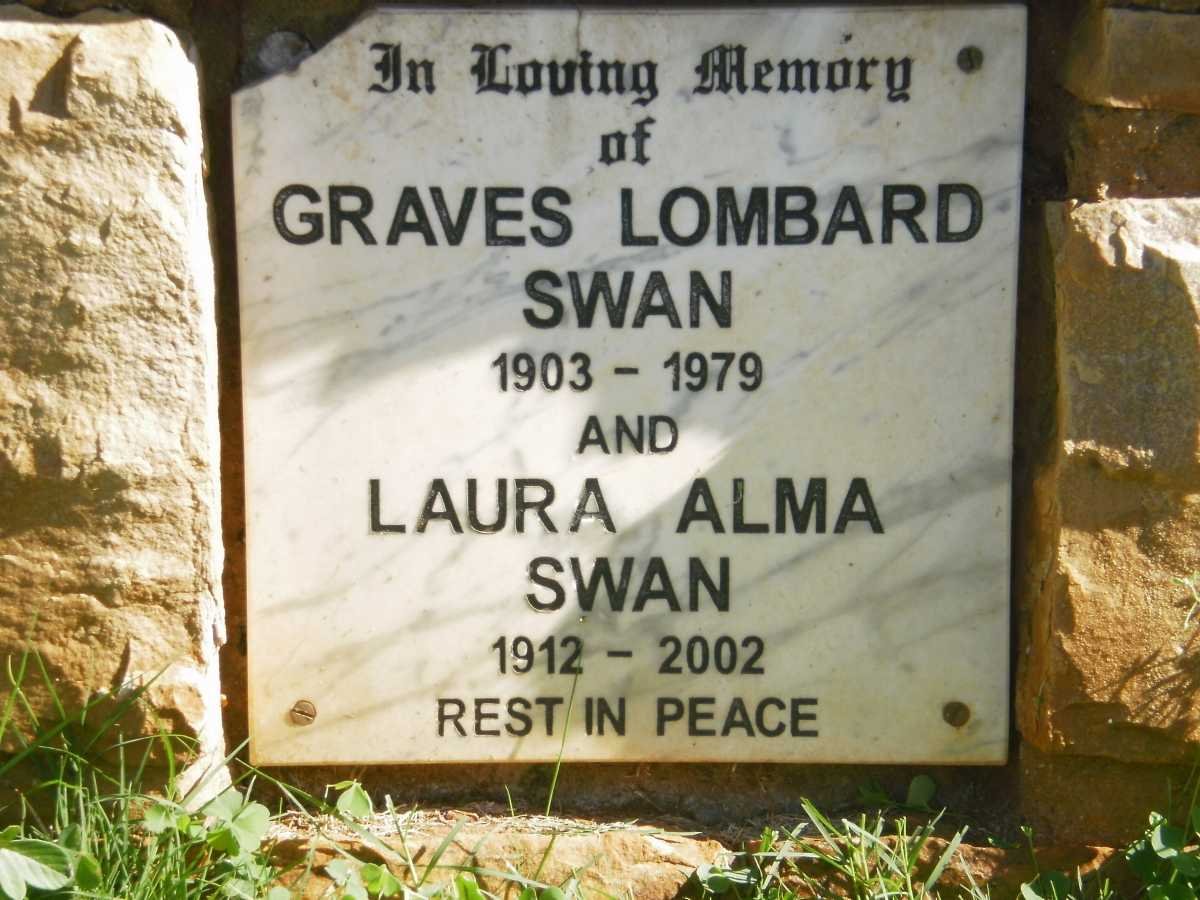 In Loving Memory
of
GRAVES LOMBARD
SWAN
1903 - 1979
AND
LAURA ALMA
SWAN
1912 - 2002
REST IN PEACE